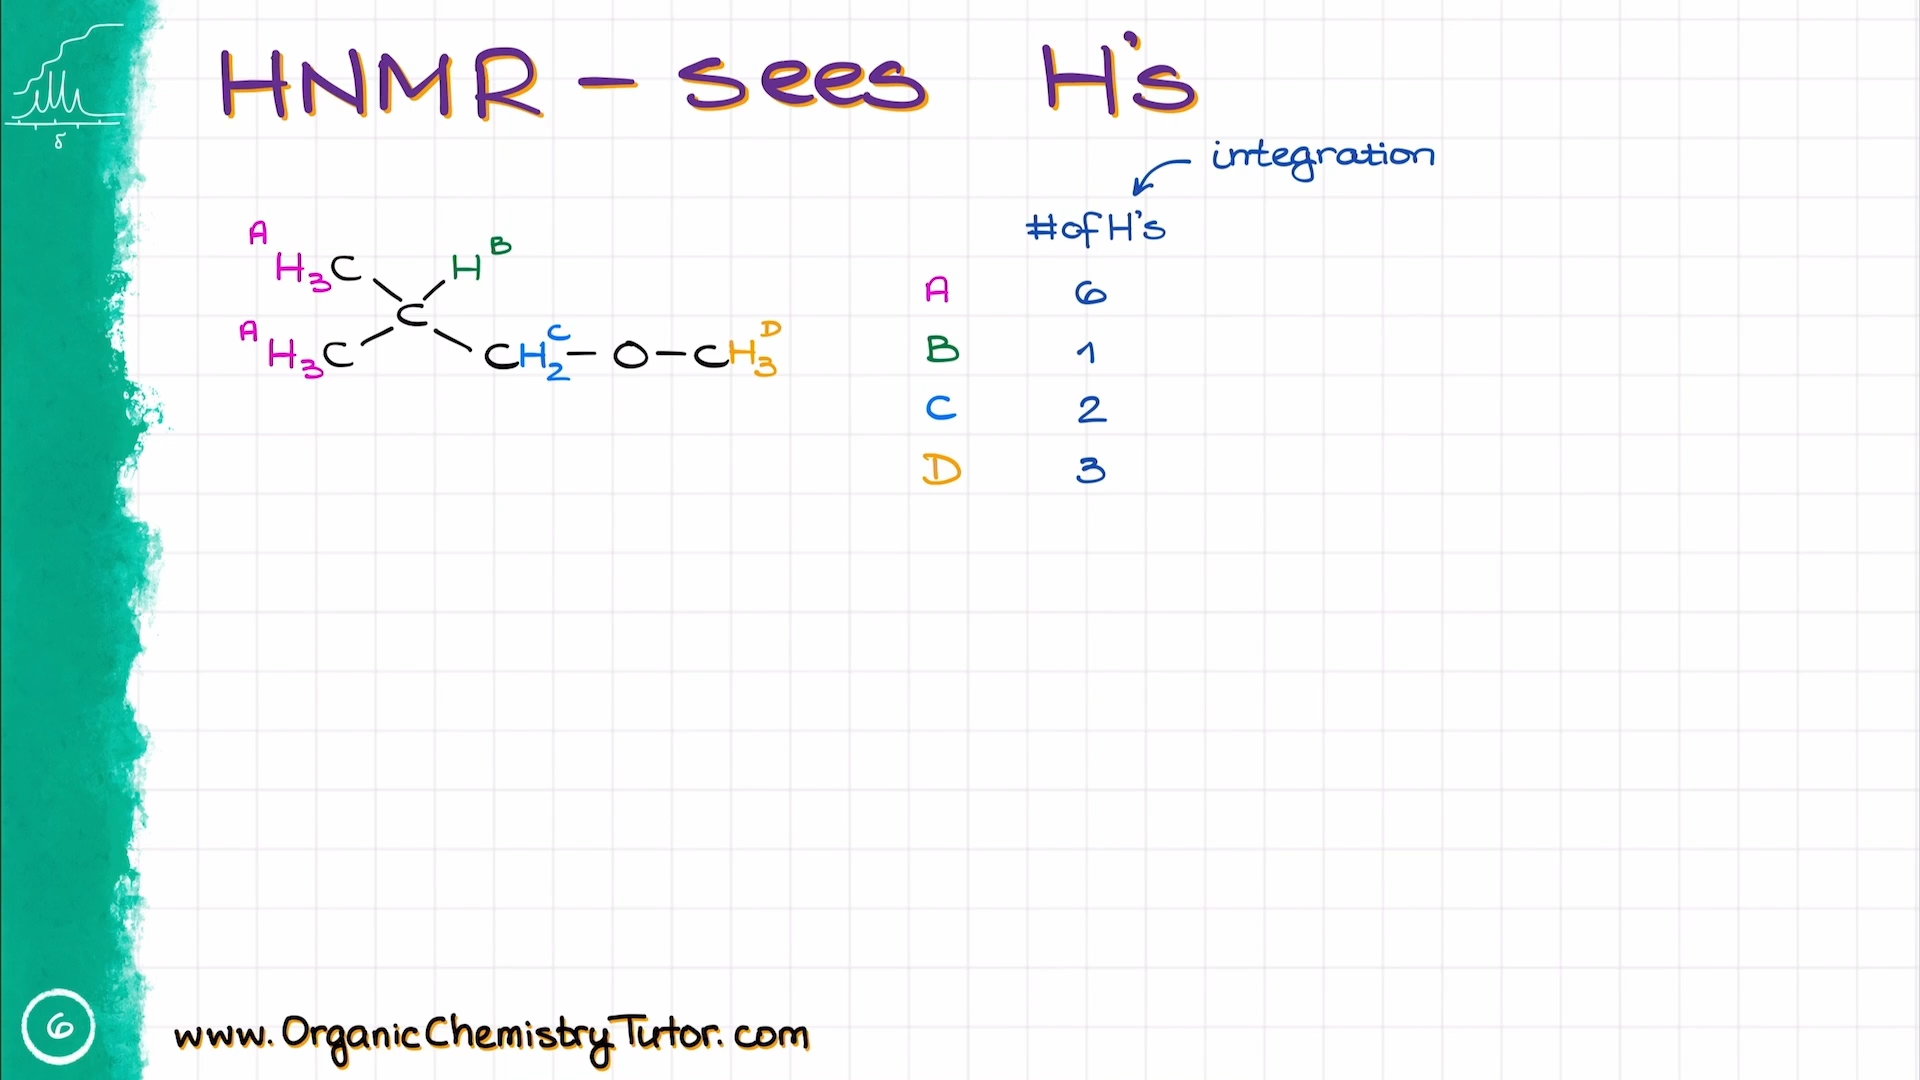 δ
HNMR – sees H's
integration
# of H's
A
H₃C
H B
A 6
C
A
H₃C
CH₂ C – O – CH₃ D
B 1
C 2
D 3
6
www.OrganicChemistryTutor.com